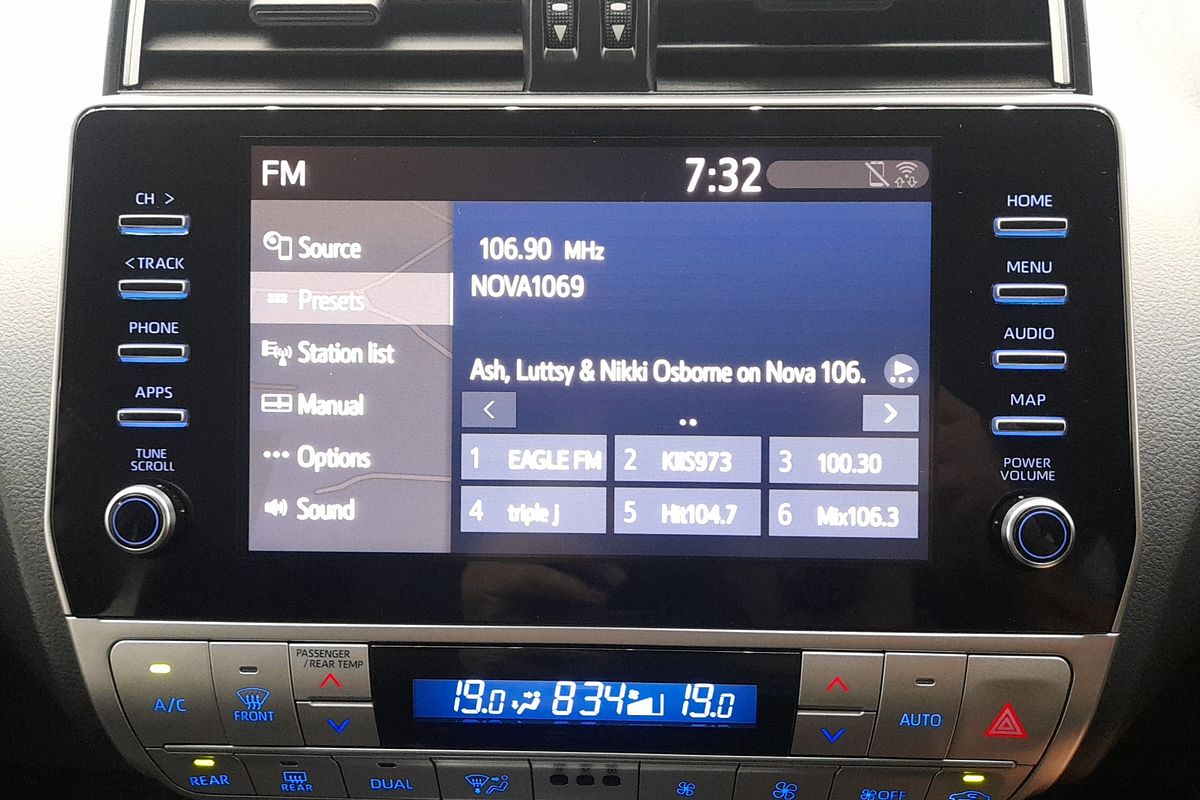 FM
7:32
CH >
< TRACK
PHONE
APPS
TUNE
SCROLL
Source
Presets
Station list
Manual
Options
Sound
106.90 MHz
NOVA1069
Ash, Luttsy & Nikki Osborne on Nova 106.
<
>
1 EAGLE FM
2 KIIS973
3 100.30
4 triple j
5 Hit104.7
6 Mix106.3
HOME
MENU
AUDIO
MAP
POWER
VOLUME
A/C
FRONT
PASSENGER
/REAR TEMP
19.0
8:34
19.0
AUTO
REAR
REAR
DUAL
OFF